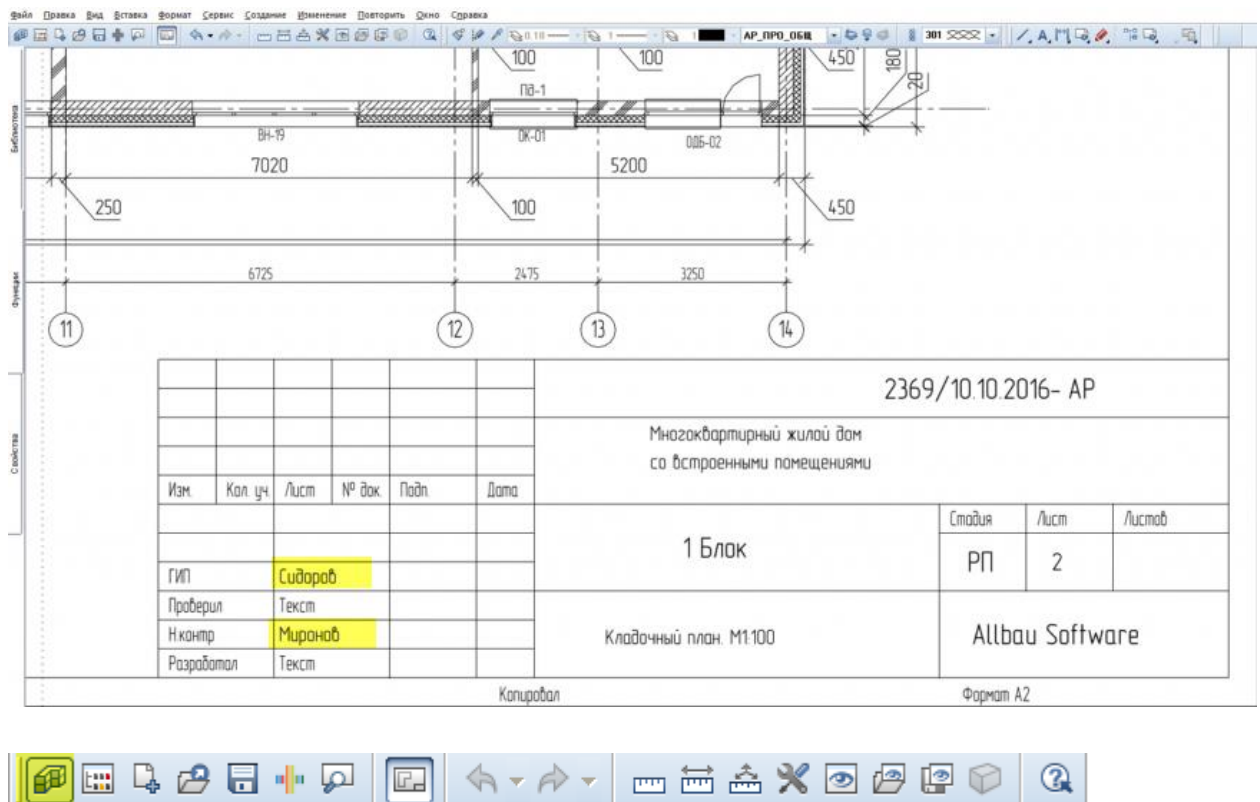 Файл Правка Вид Вставка Формат Сервис Создание Изменение Повторить Окно Справка
0.18 1 1 АР_ПРО_ОБЩ 301
Библиотека
Функции
Свойства
100 100 450 180 20
ПД-1
ВН-19 ОК-01 ОДБ-02
7020 5200
250 100 450
6725 2475 3250
11 12 13 14
2369/10.10.2016- АР
Многоквартирный жилой дом
со встроенными помещениями
Изм. Кол. уч. Лист № док. Подп. Дата
1 Блок
Стадия Лист Листов
РП 2
ГИП Сидоров
Проверил Текст
Н.контр Миронов
Разработал Текст
Кладочный план. М1:100
Allbau Software
Копировал Формат А2